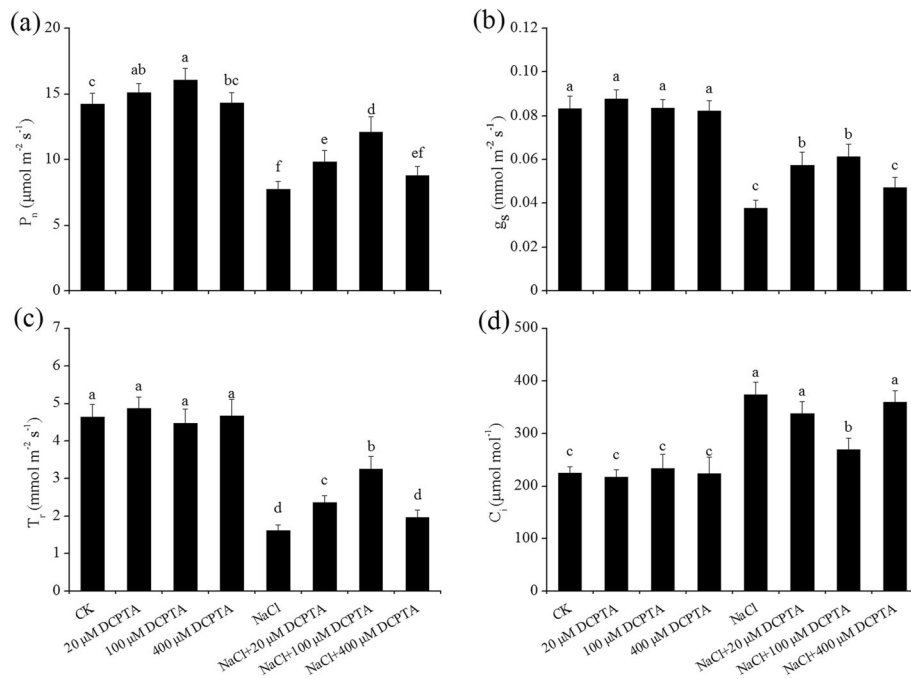 (a)
20
15
10
5
0
Pn (μmol m-2 s-1)
c
ab
a
bc
f
e
d
ef
(b)
0.12
0.10
0.08
0.06
0.04
0.02
0.00
gs (mmol m-2 s-1)
a
a
a
a
c
b
b
c
(c)
7
6
5
4
3
2
1
0
Tr (mmol m-2 s-1)
a
a
a
a
d
c
b
d
CK
20 μM DCPTA
100 μM DCPTA
400 μM DCPTA
NaCl
NaCl+20 μM DCPTA
NaCl+100 μM DCPTA
NaCl+400 μM DCPTA
(d)
500
400
300
200
100
0
Ci (μmol mol-1)
c
c
c
c
a
a
b
a
CK
20 μM DCPTA
100 μM DCPTA
400 μM DCPTA
NaCl
NaCl+20 μM DCPTA
NaCl+100 μM DCPTA
NaCl+400 μM DCPTA